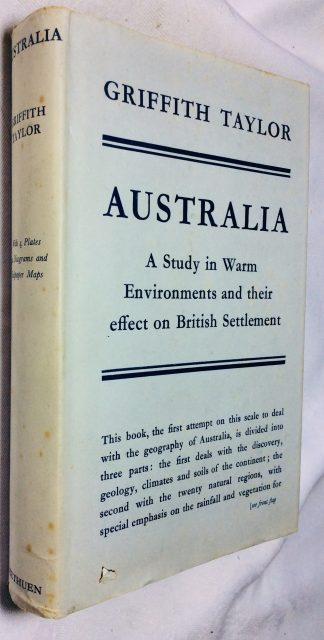 GRIFFITH TAYLOR
AUSTRALIA
A Study in Warm
Environments and their
effect on British Settlement
This book, the first attempt on this scale to deal
with the geography of Australia, is divided into
three parts: the first deals with the discovery,
geology, climates and soils of the continent; the
second with the twenty natural regions, with
special emphasis on the rainfall and vegetation for
[see front flap
STRALIA
GRIFFITH
TAYLOR
Plates
Diagrams and
Maps
THUEN